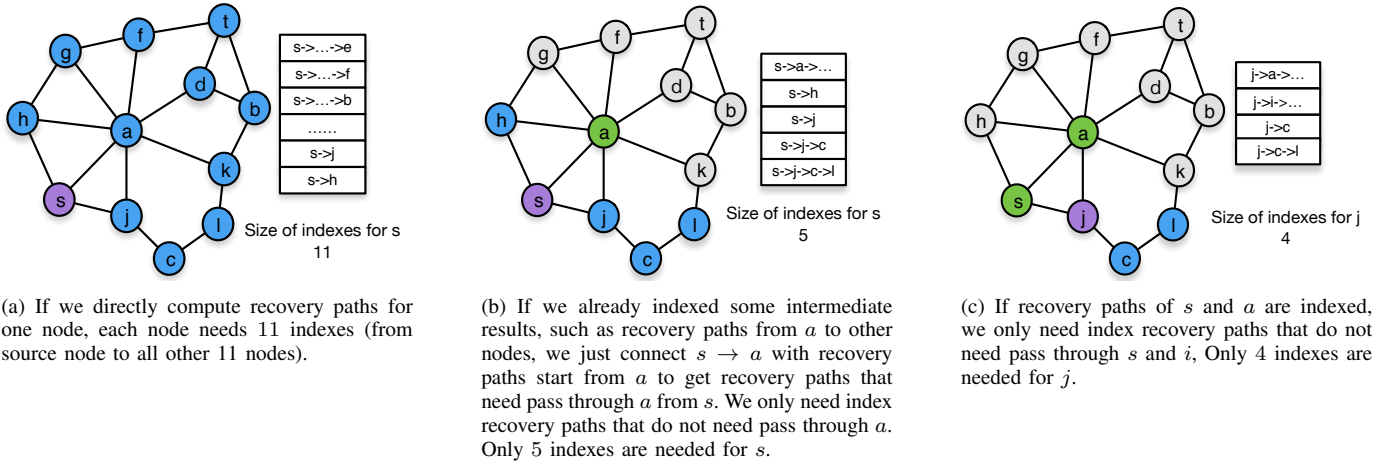 t
f
g
d
b
h
a
k
s
j
l
c
s->...->e
s->...->f
s->...->b
......
s->j
s->h
Size of indexes for s
11
t
f
g
d
b
h
a
k
s
j
l
c
s->a->...
s->h
s->j
s->j->c
s->j->c->l
Size of indexes for s
5
t
f
g
d
b
h
a
k
s
j
l
c
j->a->...
j->i->...
j->c
j->c->l
Size of indexes for j
4
(a) If we directly compute recovery paths for
one node, each node needs 11 indexes (from
source node to all other 11 nodes).
(b) If we already indexed some intermediate
results, such as recovery paths from a to other
nodes, we just connect s → a with recovery
paths start from a to get recovery paths that
need pass through a from s. We only need index
recovery paths that do not need pass through a.
Only 5 indexes are needed for s.
(c) If recovery paths of s and a are indexed,
we only need index recovery paths that do not
need pass through s and i, Only 4 indexes are
needed for j.